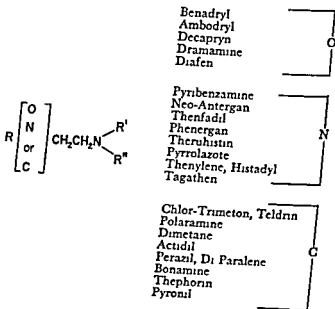 Benadryl
Ambodryl
Decapryn
Dramamine
Diafen
O
Pyribenzamine
Neo-Antergan
Thenfadil
Phenergan
Theruhistin
Pyrrolazote
Thenylene, Histadyl
Tagathen
N
R [O N or C] CH₂CH₂N R' R"
Chlor-Trimeton, Teldrin
Polaramine
Dimetane
Actidil
Perazil, Di Paralene
Bonamine
Thephorin
Pyronil
C